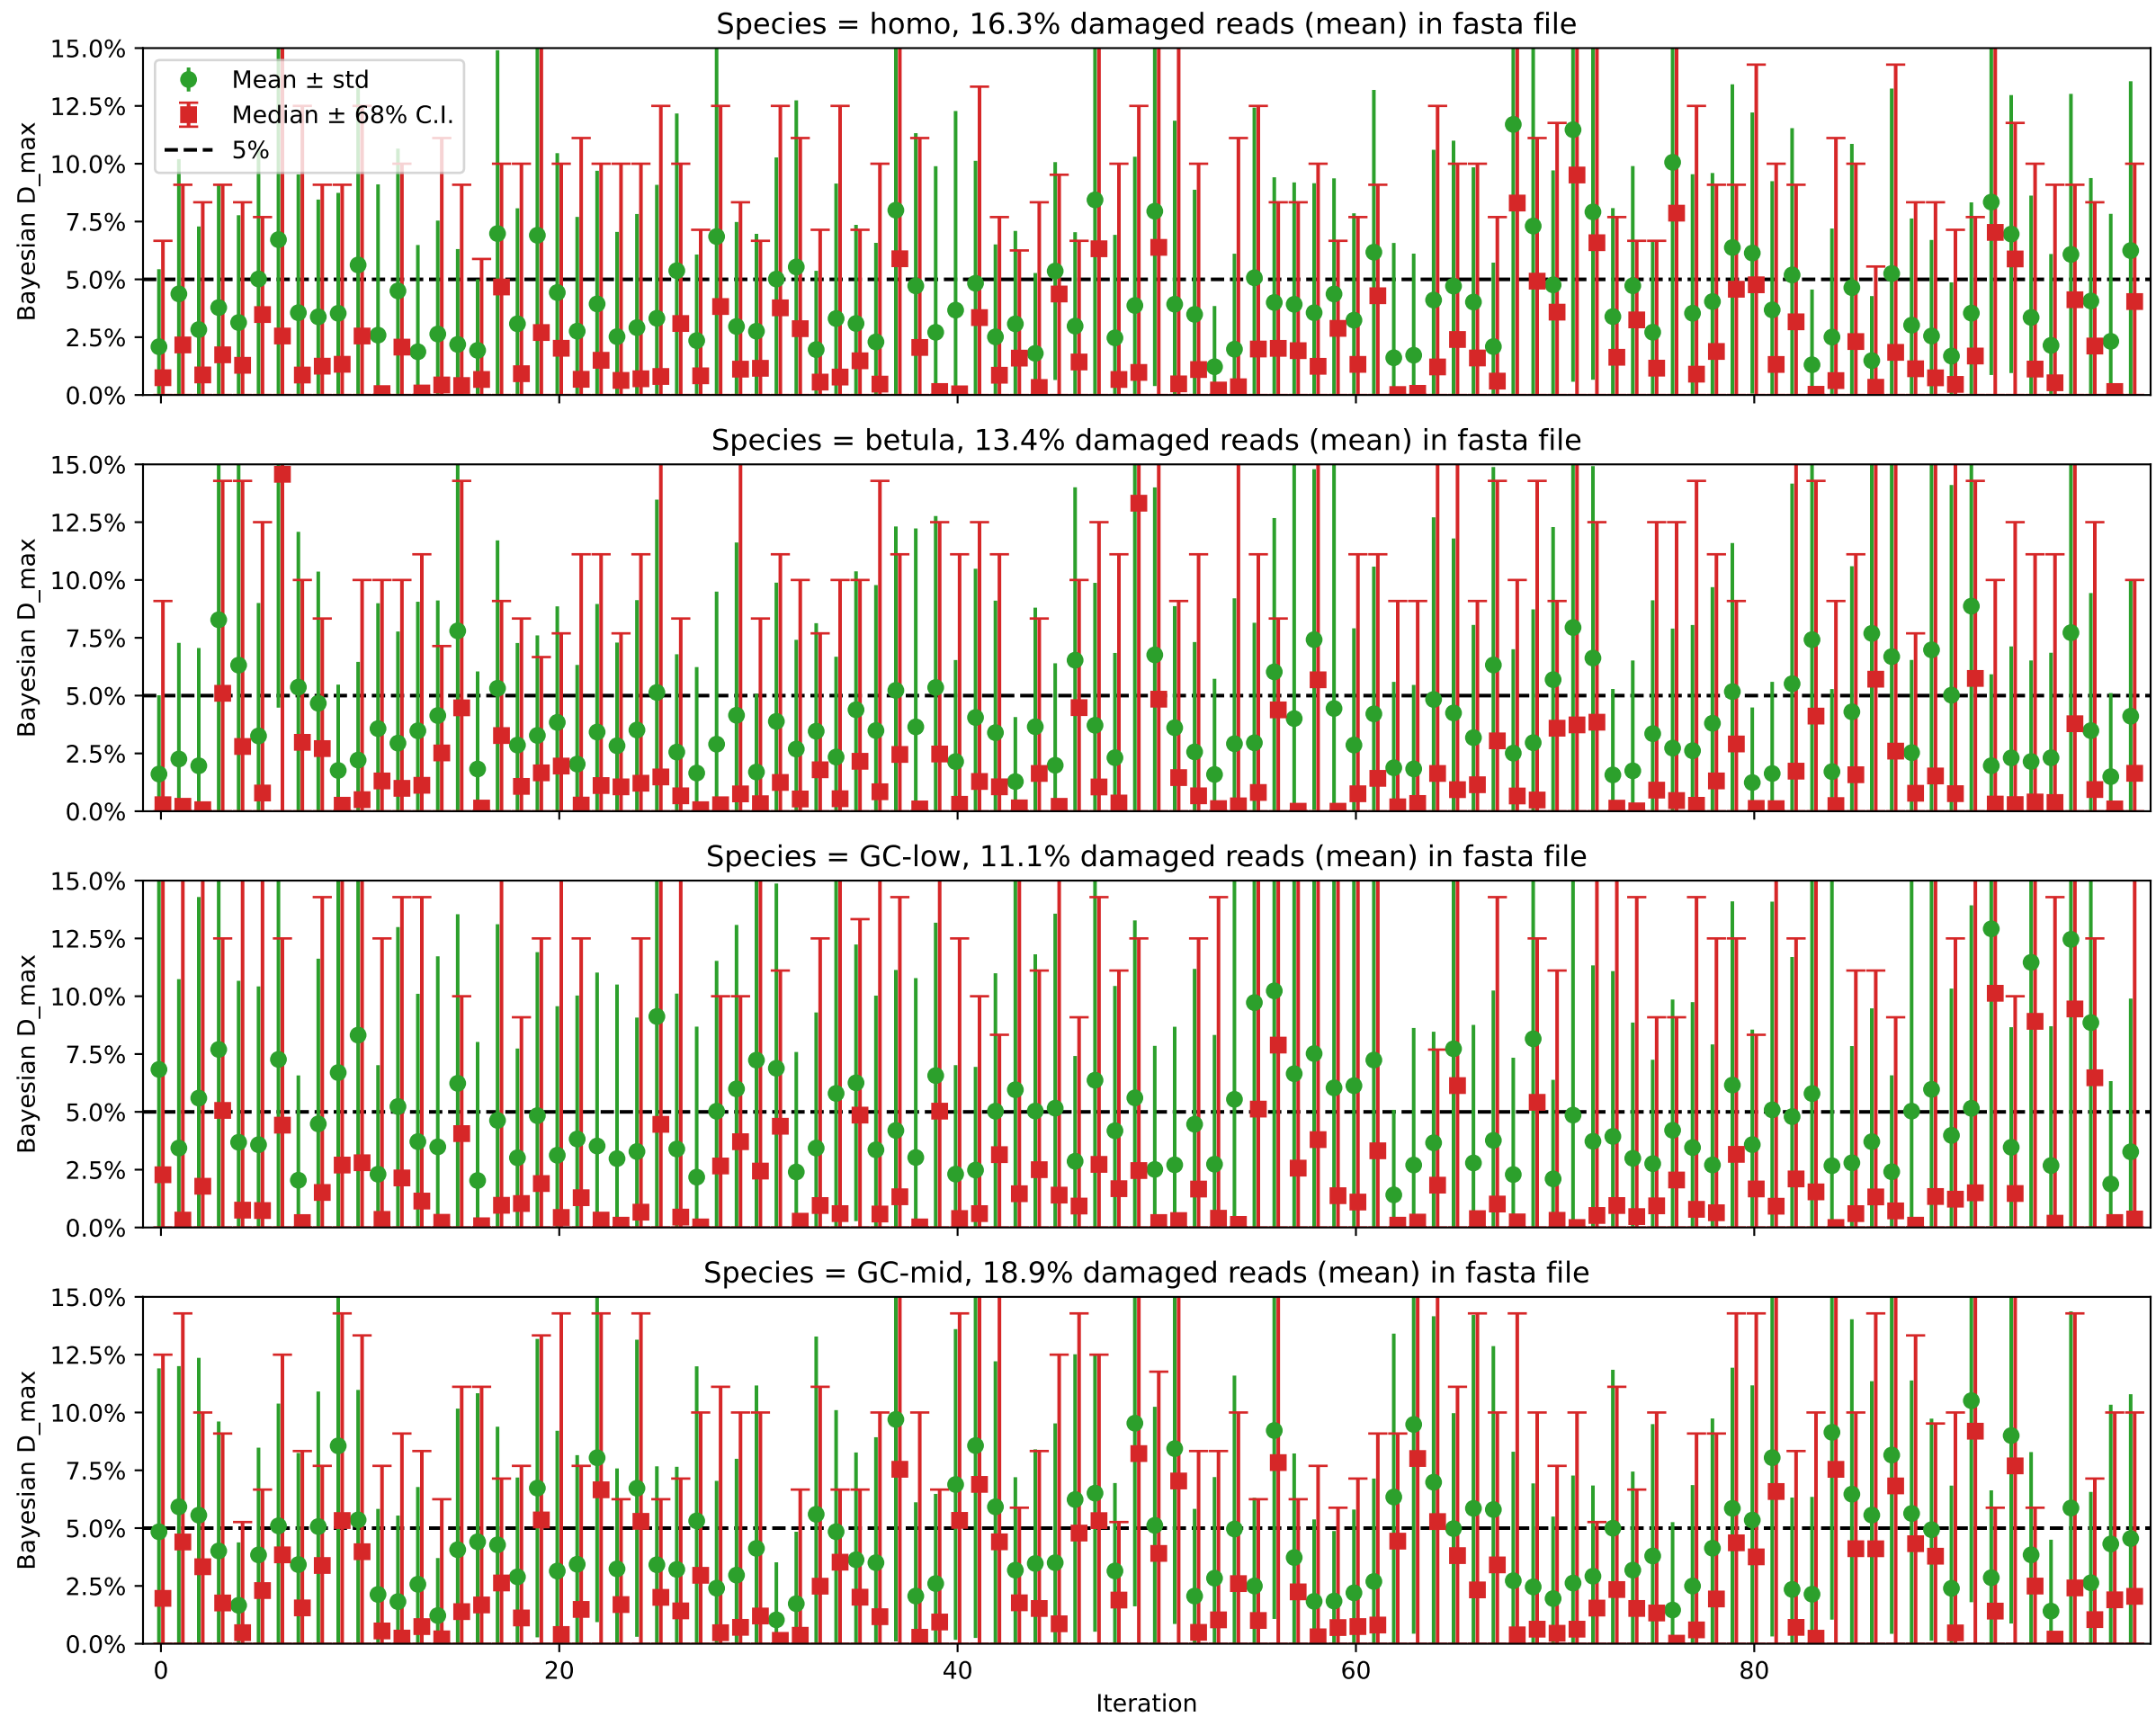 Species = homo, 16.3% damaged reads (mean) in fasta file
15.0%
12.5%
10.0%
7.5%
5.0%
2.5%
0.0%
Bayesian D_max
Mean ± std
Median ± 68% C.I.
5%
Species = betula, 13.4% damaged reads (mean) in fasta file
15.0%
12.5%
10.0%
7.5%
5.0%
2.5%
0.0%
Bayesian D_max
Species = GC-low, 11.1% damaged reads (mean) in fasta file
15.0%
12.5%
10.0%
7.5%
5.0%
2.5%
0.0%
Bayesian D_max
Species = GC-mid, 18.9% damaged reads (mean) in fasta file
15.0%
12.5%
10.0%
7.5%
5.0%
2.5%
0.0%
Bayesian D_max
0 20 40 60 80
Iteration